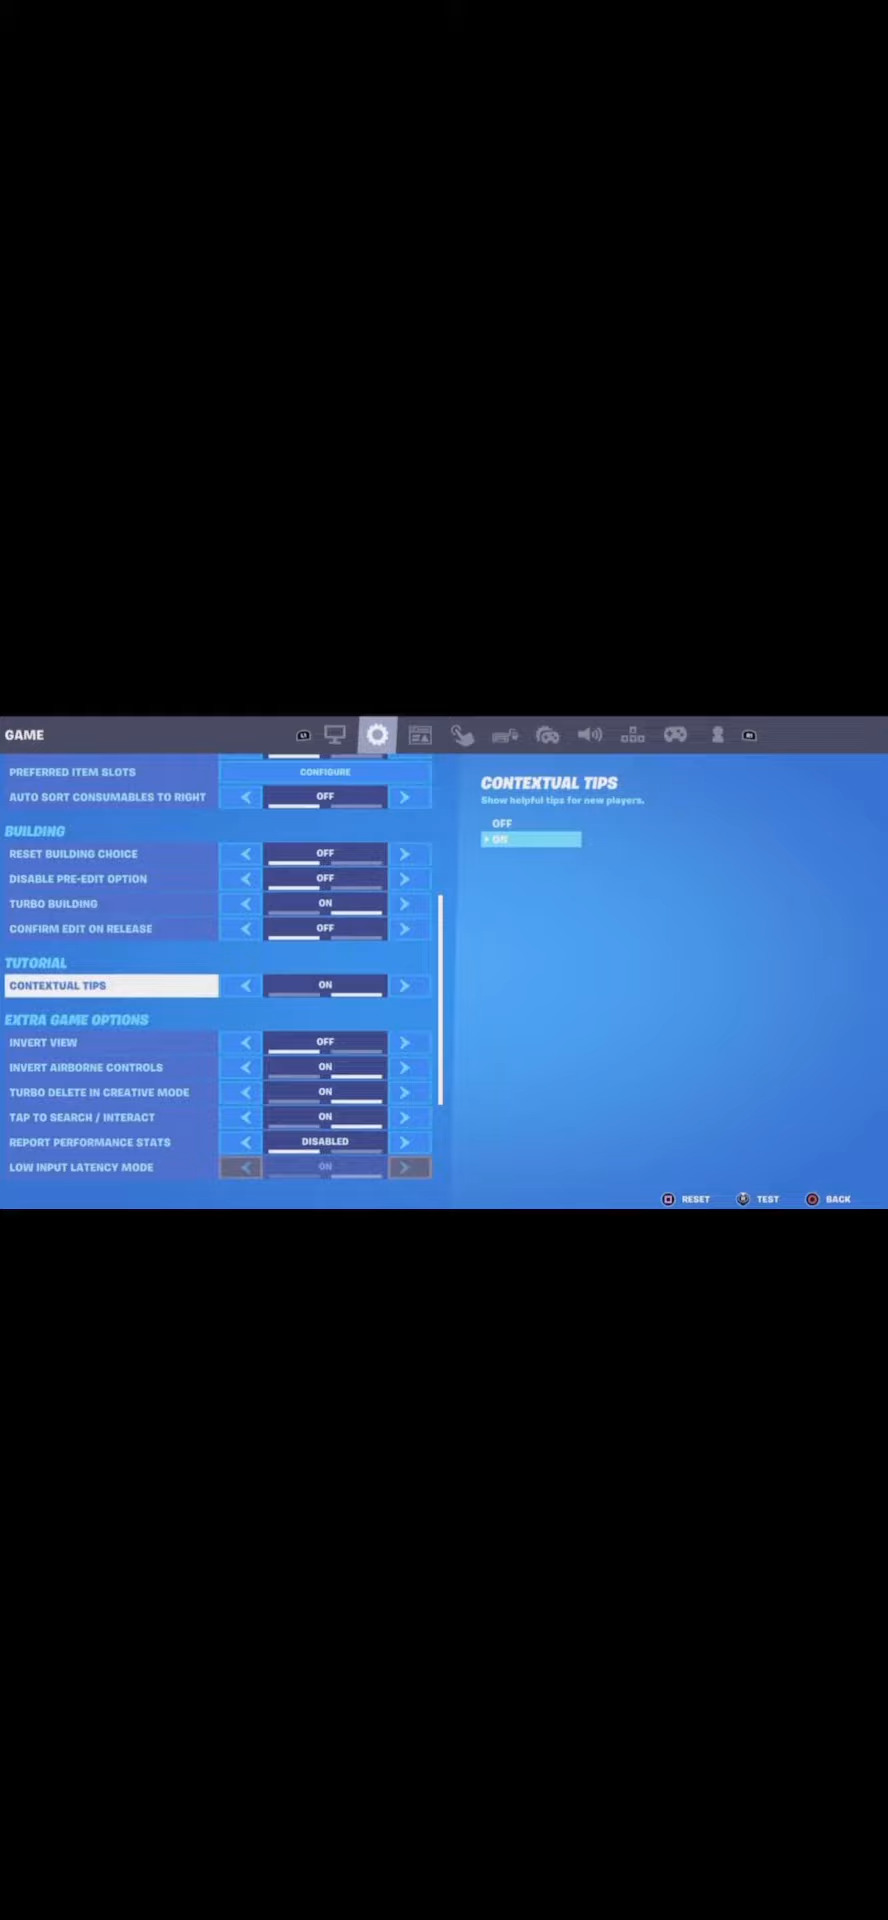 GAME
L1
R1
PREFERRED ITEM SLOTS
CONFIGURE
AUTO SORT CONSUMABLES TO RIGHT
OFF
BUILDING
RESET BUILDING CHOICE
OFF
DISABLE PRE-EDIT OPTION
OFF
TURBO BUILDING
ON
CONFIRM EDIT ON RELEASE
OFF
TUTORIAL
CONTEXTUAL TIPS
ON
EXTRA GAME OPTIONS
INVERT VIEW
OFF
INVERT AIRBORNE CONTROLS
ON
TURBO DELETE IN CREATIVE MODE
ON
TAP TO SEARCH / INTERACT
ON
REPORT PERFORMANCE STATS
DISABLED
LOW INPUT LATENCY MODE
ON
CONTEXTUAL TIPS
Show helpful tips for new players.
OFF
ON
RESET
TEST
BACK